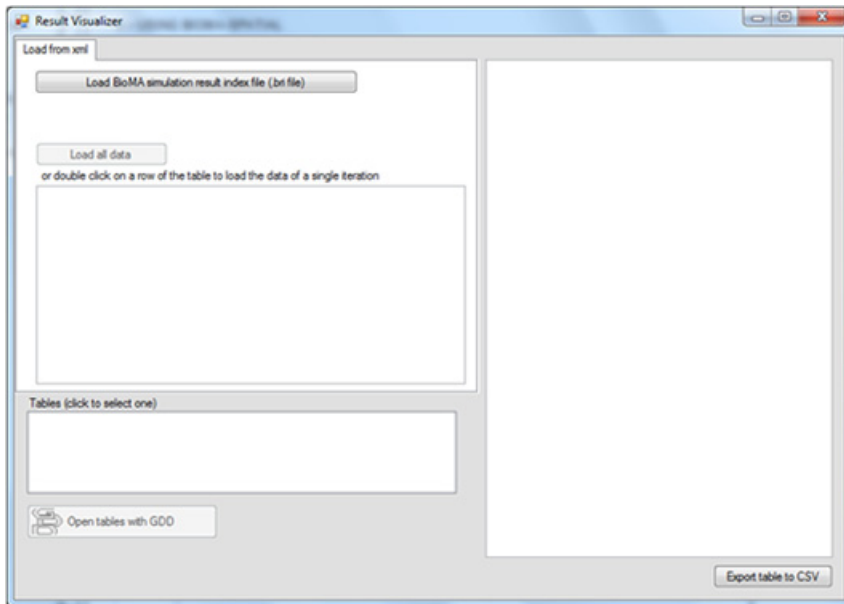 Result Visualizer
Load from xml
Load BioMA simulation result index file (.bri file)
Load all data
or double click on a row of the table to load the data of a single iteration
Tables (click to select one)
Open tables with GDD
Export table to CSV